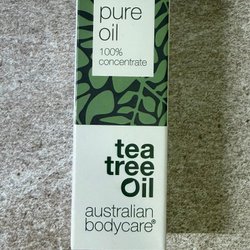 pure
oil
100%
concentrate
tea
tree
Oil
australian
bodycare®